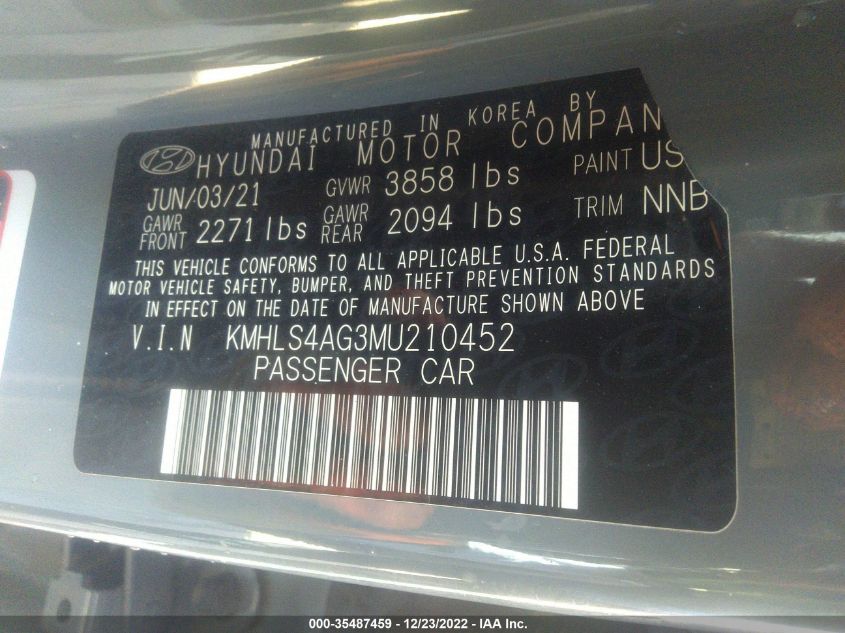 MANUFACTURED IN KOREA BY
HYUNDAI MOTOR COMPAN
JUN/03/21 GVWR 3858 lbs PAINT US
GAWR FRONT 2271 lbs GAWR REAR 2094 lbs TRIM NNB
THIS VEHICLE CONFORMS TO ALL APPLICABLE U.S.A. FEDERAL
MOTOR VEHICLE SAFETY, BUMPER, AND THEFT PREVENTION STANDARDS
IN EFFECT ON THE DATE OF MANUFACTURE SHOWN ABOVE
V.I.N KMHLS4AG3MU210452
PASSENGER CAR
000-35487459 - 12/23/2022 - IAA Inc.